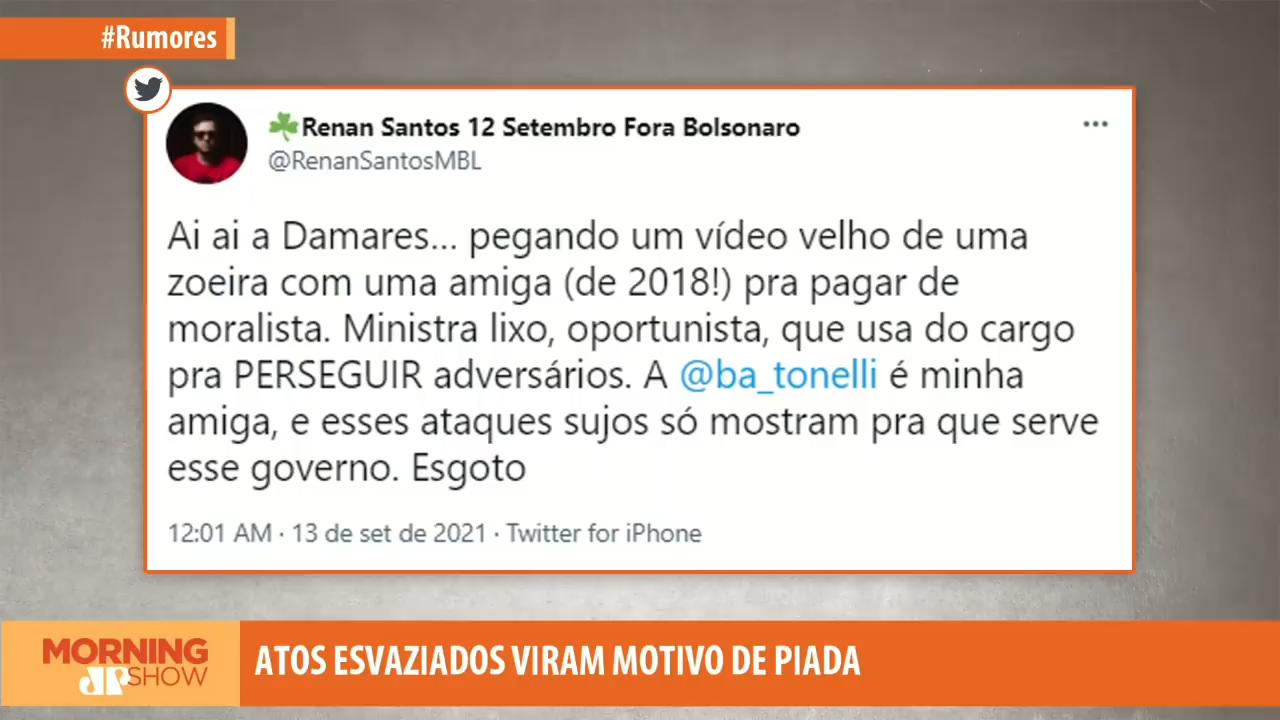 #Rumores
☘Renan Santos 12 Setembro Fora Bolsonaro
@RenanSantosMBL
Ai ai a Damares... pegando um vídeo velho de uma
zoeira com uma amiga (de 2018!) pra pagar de
moralista. Ministra lixo, oportunista, que usa do cargo
pra PERSEGUIR adversários. A @ba_tonelli é minha
amiga, e esses ataques sujos só mostram pra que serve
esse governo. Esgoto
12:01 AM · 13 de set de 2021 · Twitter for iPhone
MORNING
JP SHOW
ATOS ESVAZIADOS VIRAM MOTIVO DE PIADA